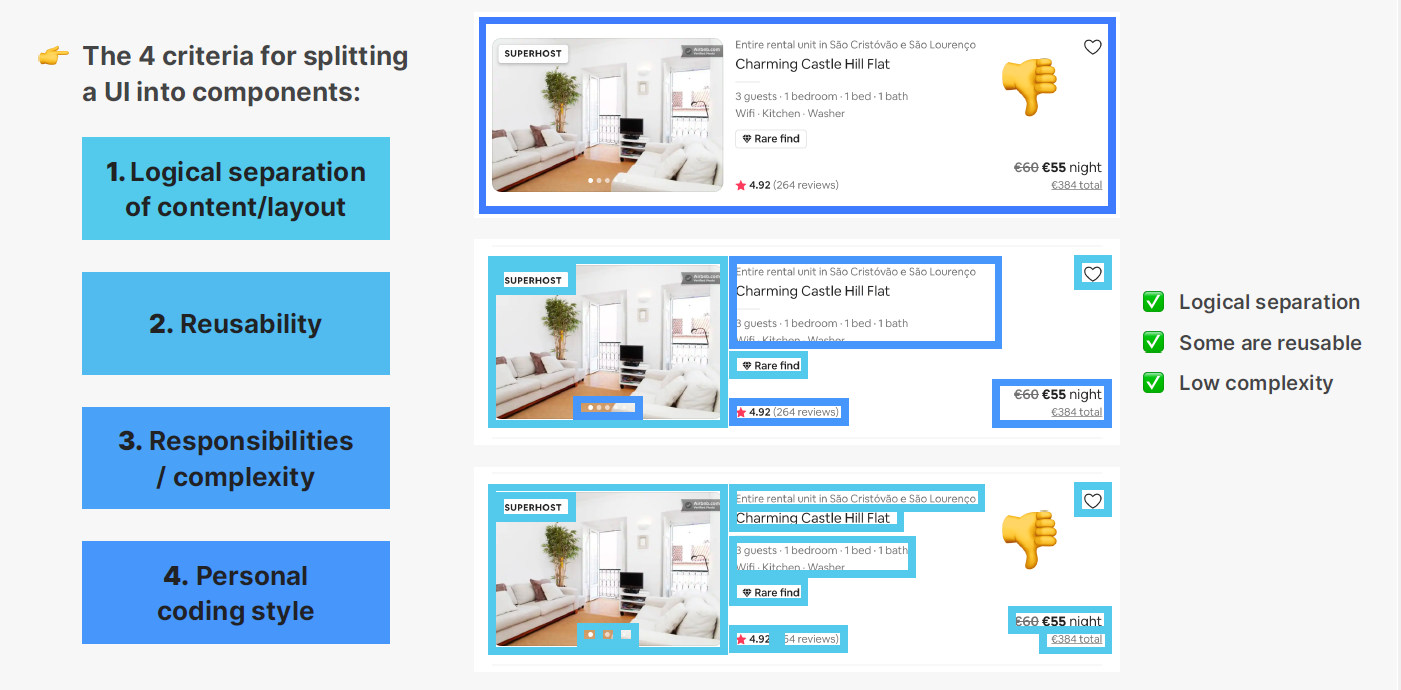 The 4 criteria for splitting
a UI into components:
1. Logical separation
of content/layout
2. Reusability
3. Responsibilities
/ complexity
4. Personal
coding style
SUPERHOST
Entire rental unit in São Cristóvão e São Lourenço
Charming Castle Hill Flat
3 guests · 1 bedroom · 1 bed · 1 bath
Wifi · Kitchen · Washer
Rare find
€60 €55 night
4.92 (264 reviews)
€384 total
SUPERHOST
Entire rental unit in São Cristóvão e São Lourenço
Charming Castle Hill Flat
3 guests · 1 bedroom · 1 bed · 1 bath
Wifi · Kitchen · Washer
Rare find
€60 €55 night
4.92 (264 reviews)
€384 total
Logical separation
Some are reusable
Low complexity
SUPERHOST
Entire rental unit in São Cristóvão e São Lourenço
Charming Castle Hill Flat
3 guests · 1 bedroom · 1 bed · 1 bath
Wifi · Kitchen · Washer
Rare find
€60 €55 night
4.92 64 reviews)
€384 total